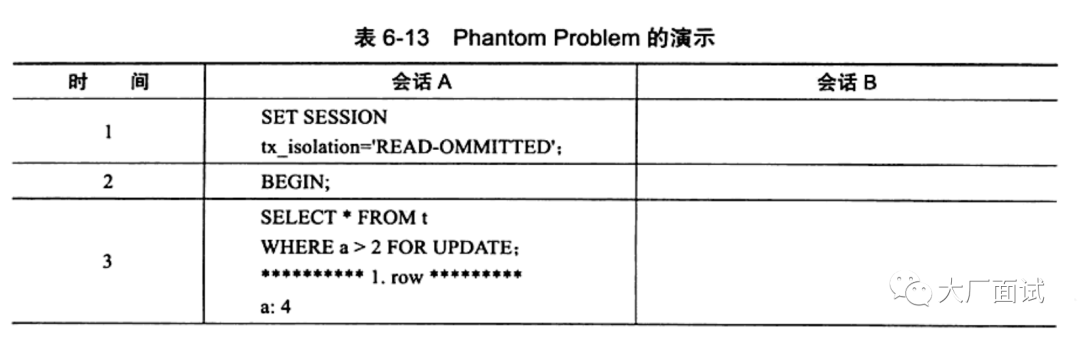 表 6-13 Phantom Problem 的演示
时 间 会话 A 会话 B
1 SET SESSION
tx_isolation='READ-OMMITTED';
2 BEGIN;
3 SELECT * FROM t
WHERE a > 2 FOR UPDATE;
********** 1. row *********
a: 4
大厂面试